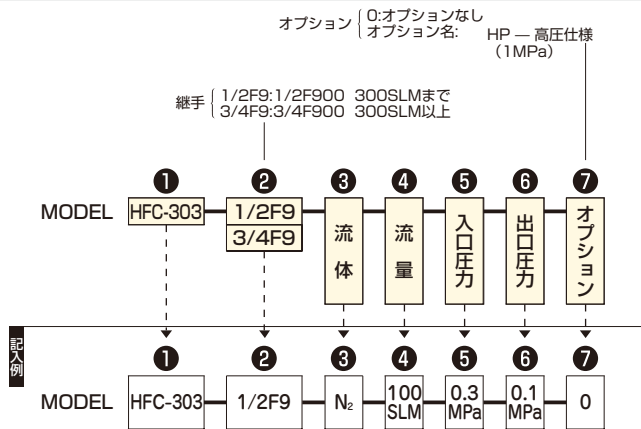 オプション 0:オプションなし
オプション名: HP — 高圧仕様
(1MPa)
継手 1/2F9:1/2F900 300SLMまで
3/4F9:3/4F900 300SLM以上
❶ ❷ ❸ ❹ ❺ ❻ ❼
MODEL HFC-303 1/2F9 流体 流量 入口圧力 出口圧力 オプション
3/4F9
記入例
❶ ❷ ❸ ❹ ❺ ❻ ❼
MODEL HFC-303 1/2F9 N₂ 100 SLM 0.3 MPa 0.1 MPa 0